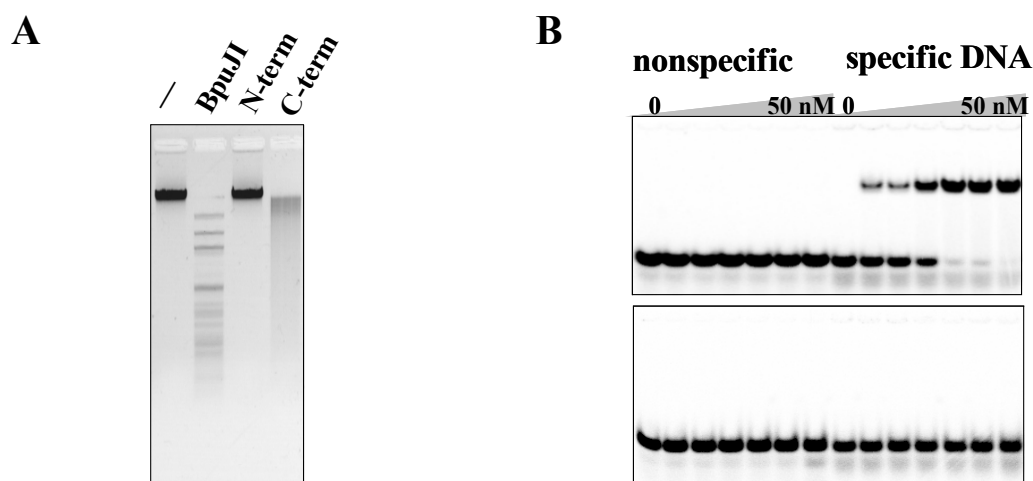 A
—
BpuJI
N-term
C-term
B
nonspecific
specific DNA
0
50 nM
0
50 nM